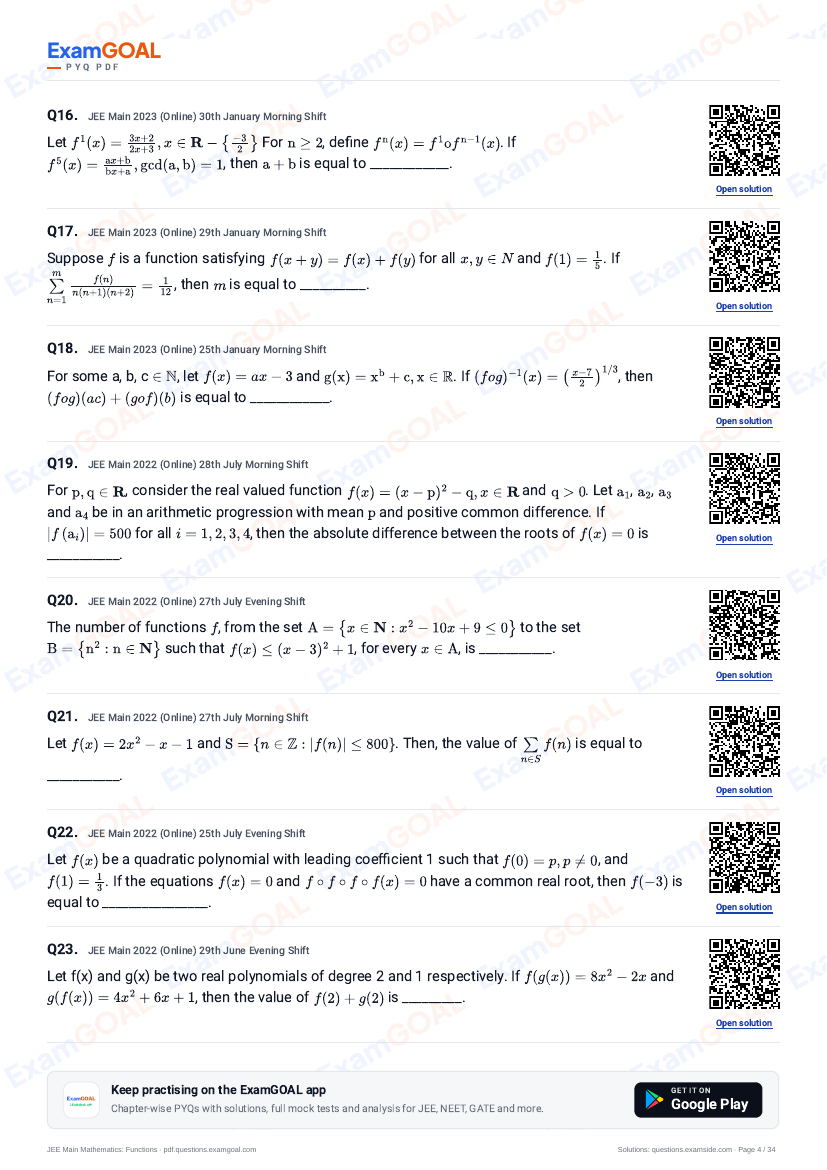 ExamGOAL
PYQ PDF
Q16. JEE Main 2023 (Online) 30th January Morning Shift
Let f¹(x) = (3x+2)/(2x+3), x ∈ R − {−3/2} For n ≥ 2, define fⁿ(x) = f¹ofⁿ⁻¹(x). If
f⁵(x) = (ax+b)/(bx+a), gcd(a, b) = 1, then a + b is equal to ____________.
Open solution
Q17. JEE Main 2023 (Online) 29th January Morning Shift
Suppose f is a function satisfying f(x + y) = f(x) + f(y) for all x, y ∈ N and f(1) = 1/5. If
∑_{n=1}^{m} f(n)/(n(n+1)(n+2)) = 1/12, then m is equal to __________.
Open solution
Q18. JEE Main 2023 (Online) 25th January Morning Shift
For some a, b, c ∈ ℕ, let f(x) = ax − 3 and g(x) = xᵇ + c, x ∈ ℝ. If (fog)⁻¹(x) = ((x−7)/2)^{1/3}, then
(fog)(ac) + (gof)(b) is equal to ____________.
Open solution
Q19. JEE Main 2022 (Online) 28th July Morning Shift
For p, q ∈ R, consider the real valued function f(x) = (x − p)² − q, x ∈ R and q > 0. Let a₁, a₂, a₃
and a₄ be in an arithmetic progression with mean p and positive common difference. If
|f (aᵢ)| = 500 for all i = 1, 2, 3, 4, then the absolute difference between the roots of f(x) = 0 is
___________.
Open solution
Q20. JEE Main 2022 (Online) 27th July Evening Shift
The number of functions f, from the set A = {x ∈ N : x² − 10x + 9 ≤ 0} to the set
B = {n² : n ∈ N} such that f(x) ≤ (x − 3)² + 1, for every x ∈ A, is ___________.
Open solution
Q21. JEE Main 2022 (Online) 27th July Morning Shift
Let f(x) = 2x² − x − 1 and S = {n ∈ ℤ : |f(n)| ≤ 800}. Then, the value of ∑_{n∈S} f(n) is equal to
___________.
Open solution
Q22. JEE Main 2022 (Online) 25th July Evening Shift
Let f(x) be a quadratic polynomial with leading coefficient 1 such that f(0) = p, p ≠ 0, and
f(1) = 1/3. If the equations f(x) = 0 and f ∘ f ∘ f ∘ f(x) = 0 have a common real root, then f(−3) is
equal to ________________.
Open solution
Q23. JEE Main 2022 (Online) 29th June Evening Shift
Let f(x) and g(x) be two real polynomials of degree 2 and 1 respectively. If f(g(x)) = 8x² − 2x and
g(f(x)) = 4x² + 6x + 1, then the value of f(2) + g(2) is _________.
Open solution
ExamGOAL
Keep practising on the ExamGOAL app
Chapter-wise PYQs with solutions, full mock tests and analysis for JEE, NEET, GATE and more.
GET IT ON
Google Play
JEE Main Mathematics: Functions · pdf.questions.examgoal.com
Solutions: questions.examside.com · Page 4 / 34